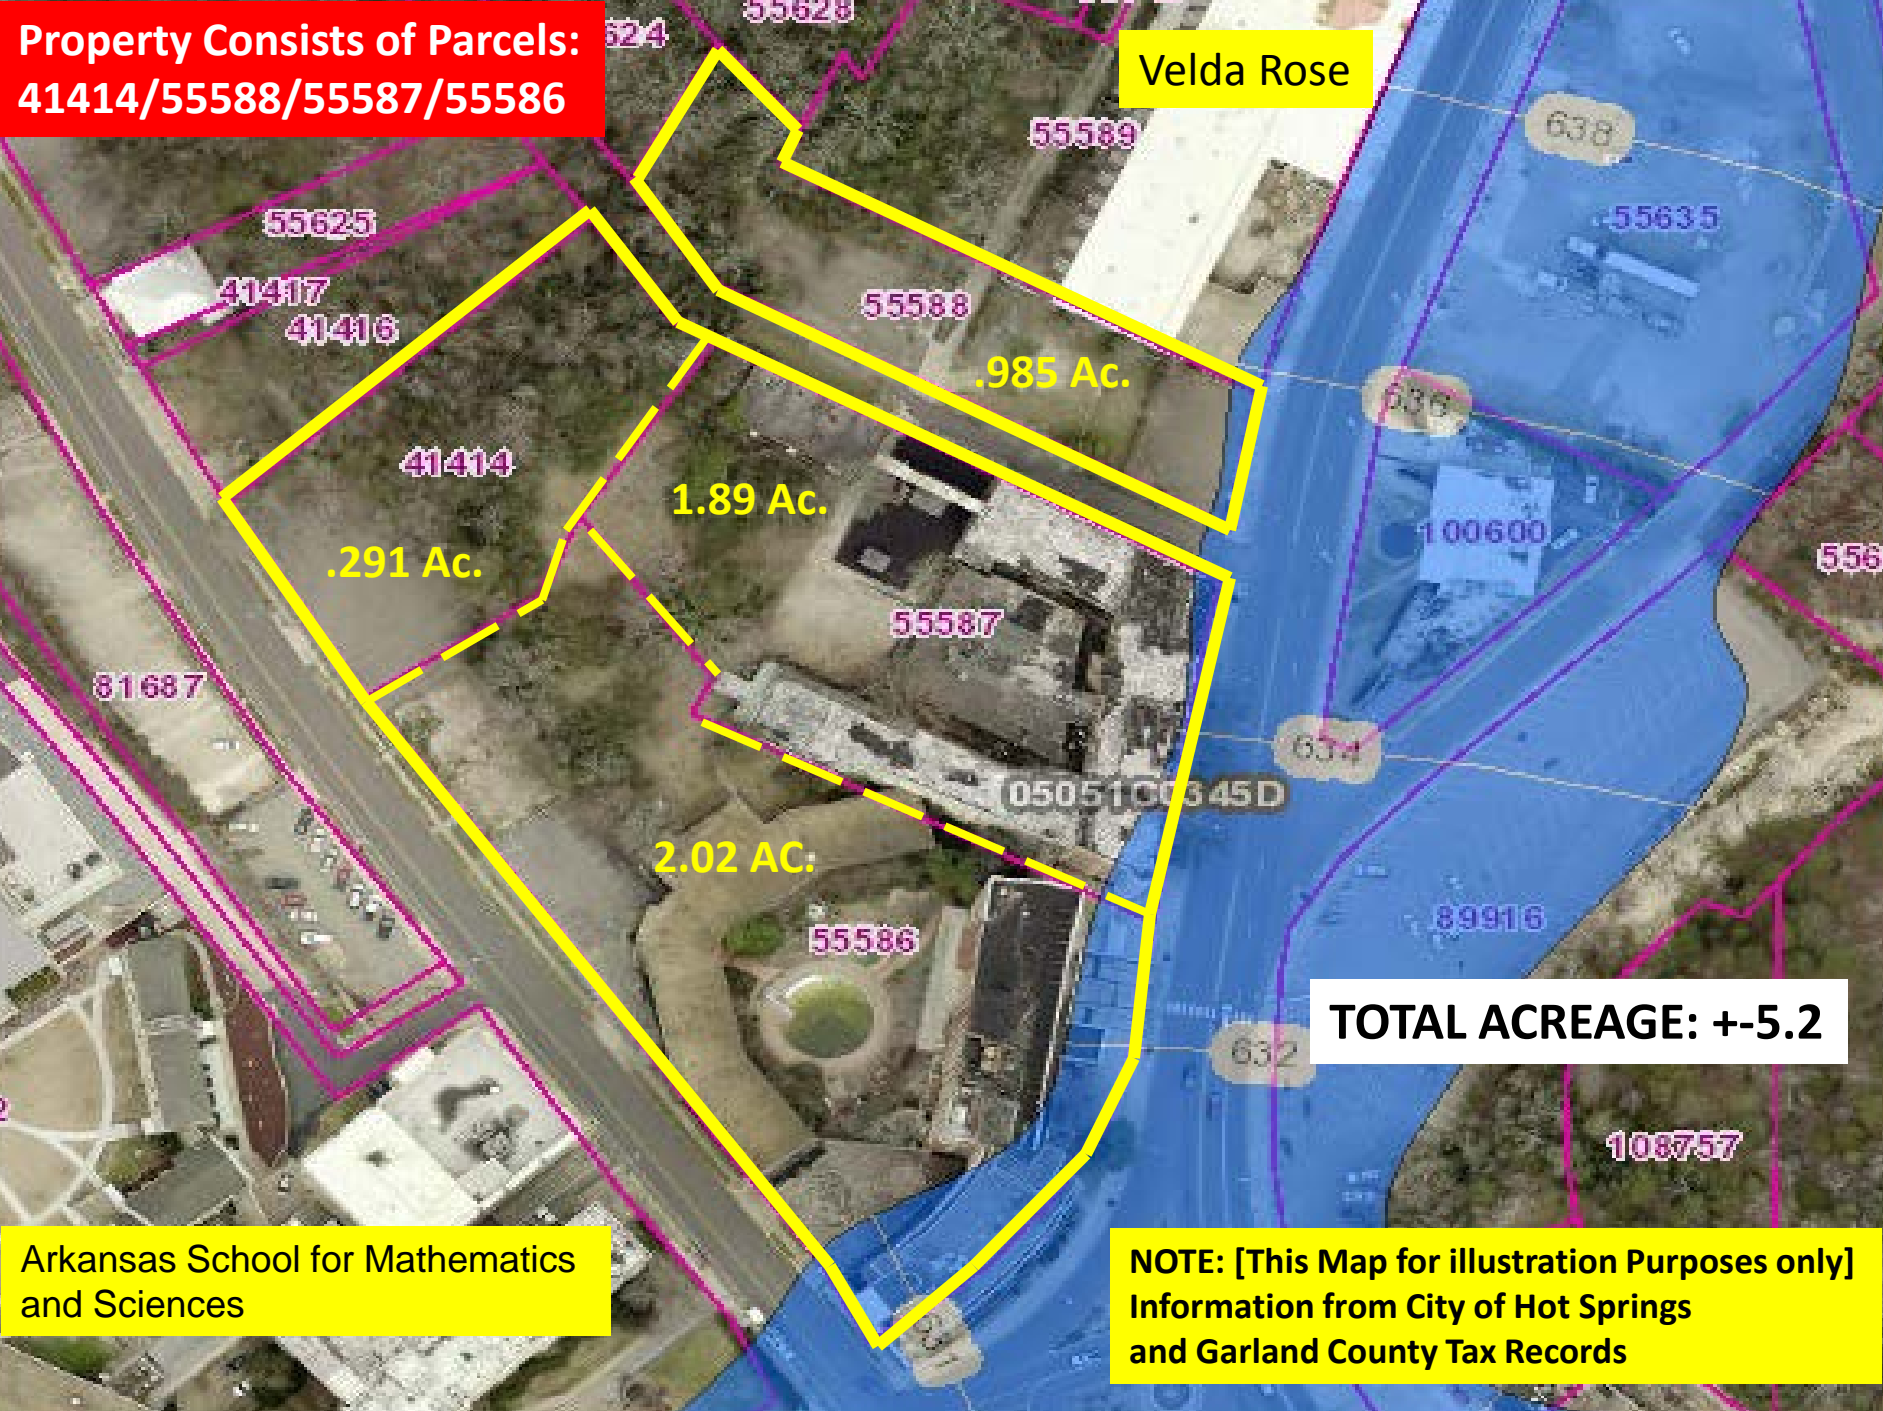 Property Consists of Parcels:
41414/55588/55587/55586
55628
Velda Rose
638
55589
55625
55635
41417
41416
55588
.985 Ac.
636
41414
1.89 Ac.
100600
.291 Ac.
55587
81687
634
05051C0345D
2.02 AC.
55586
89916
TOTAL ACREAGE: +-5.2
632
108757
Arkansas School for Mathematics
and Sciences
NOTE: [This Map for illustration Purposes only]
Information from City of Hot Springs
and Garland County Tax Records